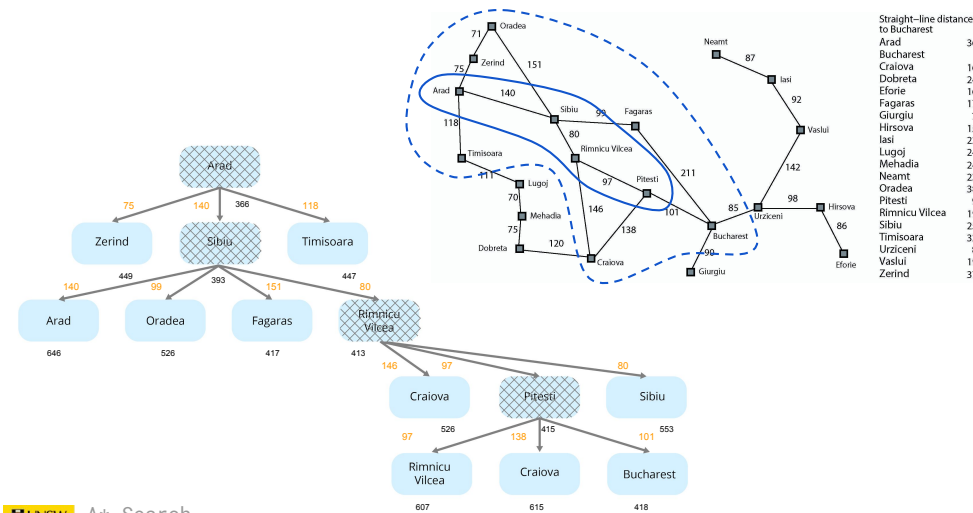 Oradea
71
Neamt
87
Zerind
151
75
Iasi
Arad
140
92
Sibiu
99
Fagaras
118
80
Vaslui
Rimnicu Vilcea
Timisoara
111
142
211
Lugoj
97
Pitesti
70
146
101
85
98
Hirsova
Mehadia
138
Urziceni
75
Bucharest
86
120
90
Dobreta
Craiova
Giurgiu
Eforie
Straight-line distance
to Bucharest
Arad
Bucharest
Craiova
Dobreta
Eforie
Fagaras
Giurgiu
Hirsova
Iasi
Lugoj
Mehadia
Neamt
Oradea
Pitesti
Rimnicu Vilcea
Sibiu
Timisoara
Urziceni
Vaslui
Zerind
Arad
75 140 366 118
Zerind Sibiu Timisoara
449 393 447
140 99 151 80
Arad Oradea Fagaras Rimnicu
Vilcea
646 526 417 413
146 97 80
Craiova Pitesti Sibiu
526 415 553
97 138 101
Rimnicu
Vilcea Craiova Bucharest
607 615 418
A* Search